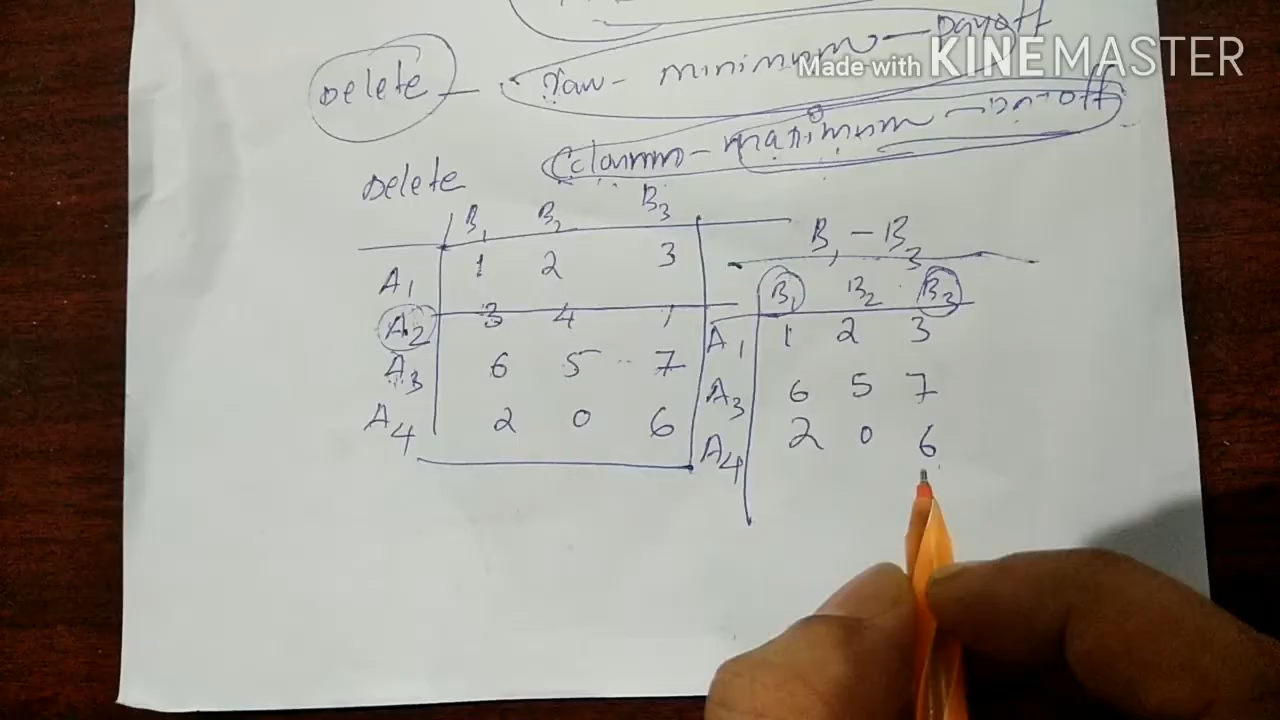 Made with KINEMASTER
Delete - Row - minimum - Payoff
Column - maximum - pay-off
Delete
B1 B2 B3
A1 1 2 3
A2 3 4 1
A3 6 5 7
A4 2 0 6
B1 - B3
B1 B2 B3
A1 1 2 3
A3 6 5 7
A4 2 0 6